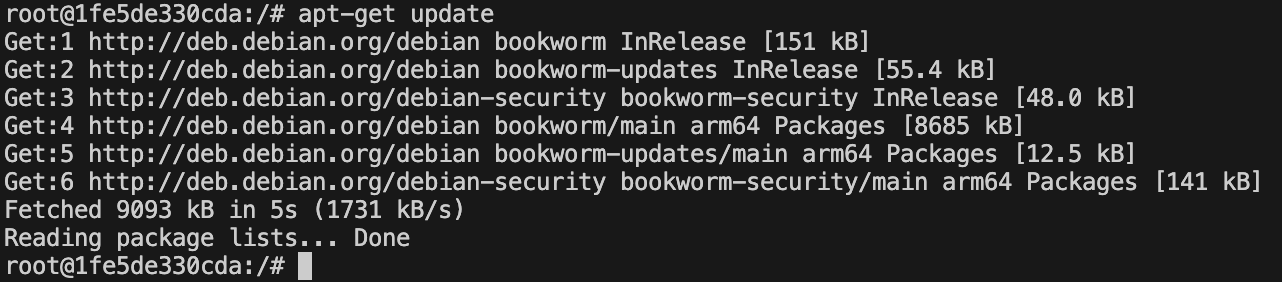 root@1fe5de330cda:/# apt-get update
Get:1 http://deb.debian.org/debian bookworm InRelease [151 kB]
Get:2 http://deb.debian.org/debian bookworm-updates InRelease [55.4 kB]
Get:3 http://deb.debian.org/debian-security bookworm-security InRelease [48.0 kB]
Get:4 http://deb.debian.org/debian bookworm/main arm64 Packages [8685 kB]
Get:5 http://deb.debian.org/debian bookworm-updates/main arm64 Packages [12.5 kB]
Get:6 http://deb.debian.org/debian-security bookworm-security/main arm64 Packages [141 kB]
Fetched 9093 kB in 5s (1731 kB/s)
Reading package lists... Done
root@1fe5de330cda:/#